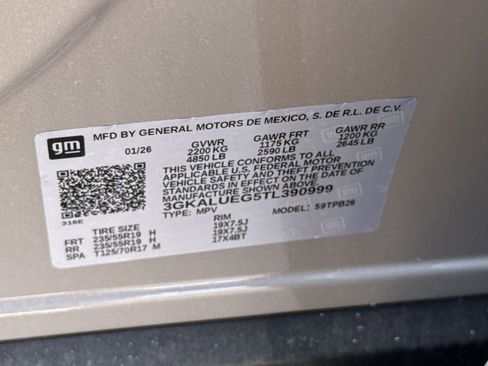 gm
MFD BY GENERAL MOTORS DE MEXICO, S. DE R.L. DE C.V.
01/26 GVWR GAWR FRT GAWR RR
2200 KG 1175 KG 1200 KG
4850 LB 2590 LB 2645 LB
THIS VEHICLE CONFORMS TO ALL
APPLICABLE U.S. FEDERAL MOTOR
VEHICLE SAFETY AND THEFT PREVENTION
STANDARDS IN EFFECT ON THE DATE OF
MANUFACTURE SHOWN ABOVE.
3GKALUEG5TL390999
316E TYPE: MPV MODEL: 59TPB26
TIRE SIZE RIM
FRT 235/55R19 H 19X7.5J
RR 235/55R19 H 19X7.5J
SPA T125/70R17 M 17X4BT